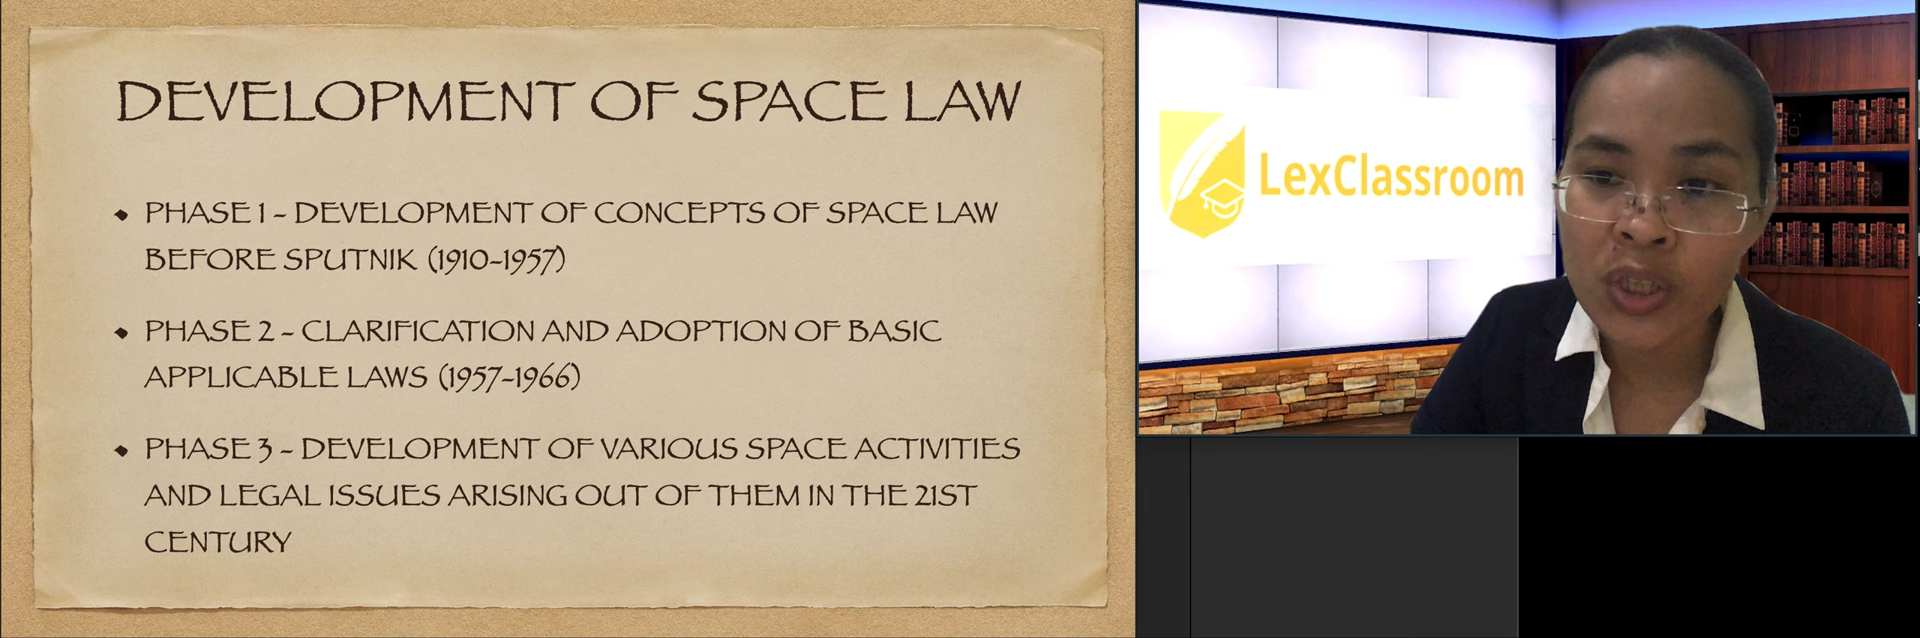 DEVELOPMENT OF SPACE LAW
• PHASE 1 - DEVELOPMENT OF CONCEPTS OF SPACE LAW
BEFORE SPUTNIK (1910-1957)
• PHASE 2 - CLARIFICATION AND ADOPTION OF BASIC
APPLICABLE LAWS (1957-1966)
• PHASE 3 - DEVELOPMENT OF VARIOUS SPACE ACTIVITIES
AND LEGAL ISSUES ARISING OUT OF THEM IN THE 21ST
CENTURY
LexClassroom